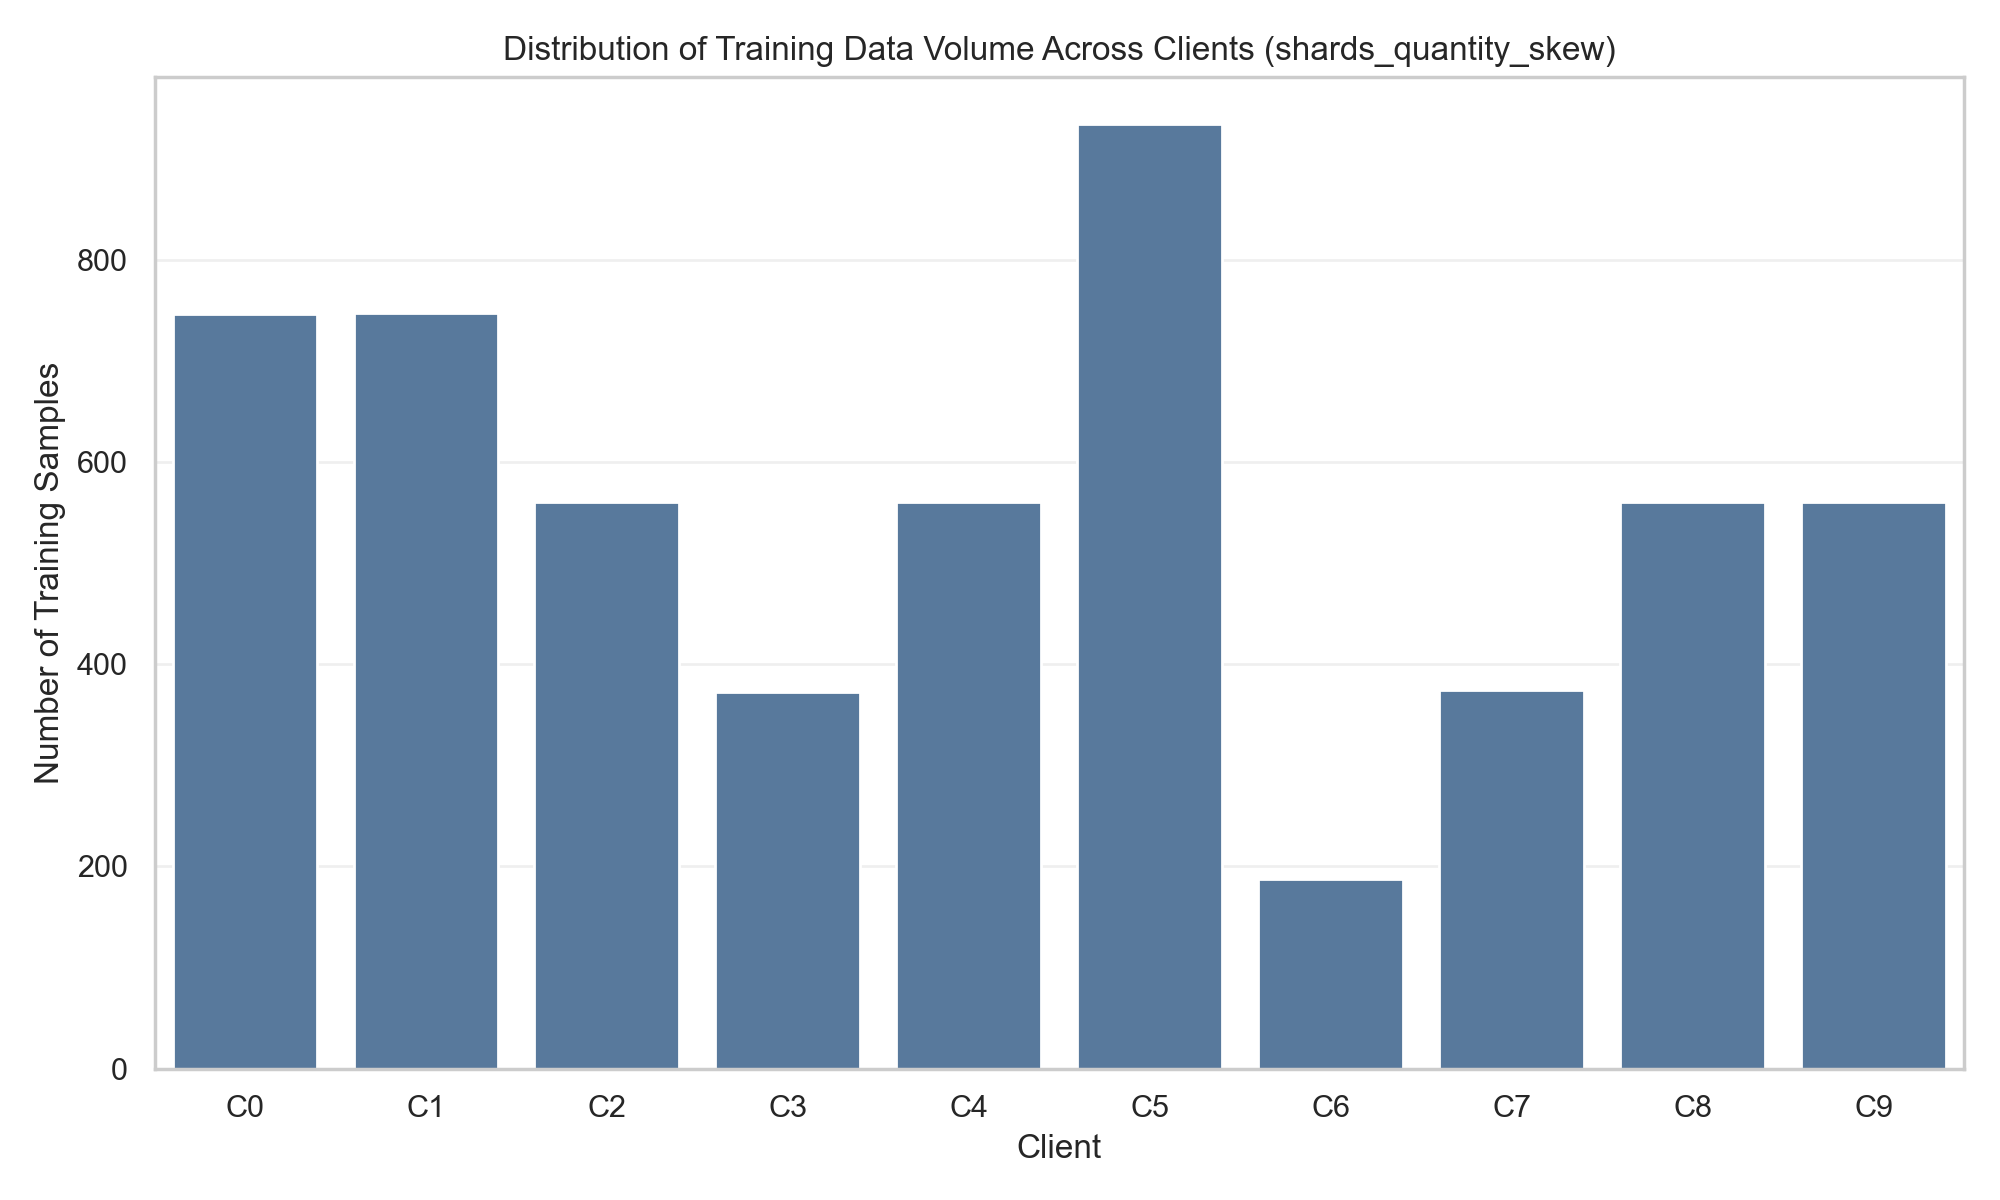 Distribution of Training Data Volume Across Clients (shards_quantity_skew)
Number of Training Samples
800
600
400
200
0
C0 C1 C2 C3 C4 C5 C6 C7 C8 C9
Client